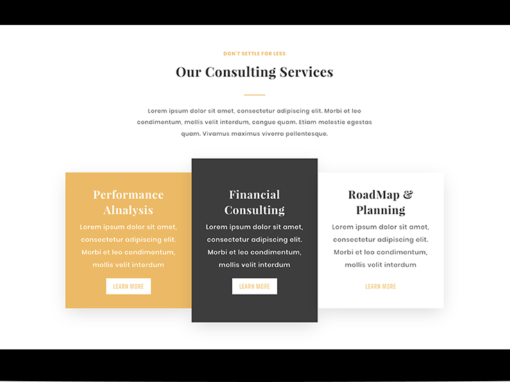 DON'T SETTLE FOR LESS
Our Consulting Services
Lorem ipsum dolor sit amet, consectetur adipiscing elit. Morbi et leo
condimentum, mollis velit interdum, congue quam. Etiam molestie egestas
quam. Vivamus maximus viverra pellentesque.
Performance
Alnalysis
Lorem ipsum dolor sit amet,
consectetur adipiscing elit.
Morbi et leo condimentum,
mollis velit interdum
LEARN MORE
Financial
Consulting
Lorem ipsum dolor sit amet,
consectetur adipiscing elit.
Morbi et leo condimentum,
mollis velit interdum
LEARN MORE
RoadMap &
Planning
Lorem ipsum dolor sit amet,
consectetur adipiscing elit.
Morbi et leo condimentum,
mollis velit interdum
LEARN MORE